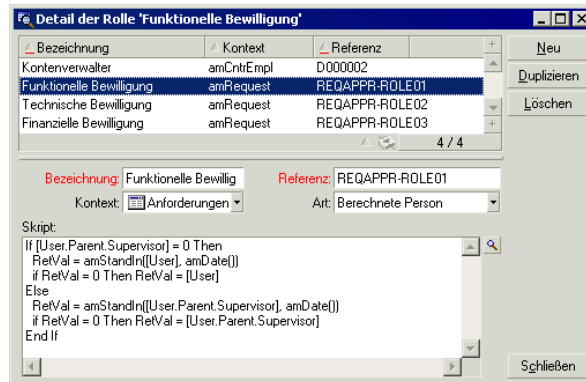 Detail der Rolle 'Funktionelle Bewilligung'
Bezeichnung Kontext Referenz
Kontenverwalter amCntrEmpl D000002
Funktionelle Bewilligung amRequest REQAPPR-ROLE01
Technische Bewilligung amRequest REQAPPR-ROLE02
Finanzielle Bewilligung amRequest REQAPPR-ROLE03
4 / 4
Neu
Duplizieren
Löschen
Bezeichnung: Funktionelle Bewillig Referenz: REQAPPR-ROLE01
Kontext: Anforderungen Art: Berechnete Person
Skript:
If [User.Parent.Supervisor] = 0 Then
RetVal = amStandIn([User], amDate())
if RetVal = 0 Then RetVal = [User]
Else
RetVal = amStandIn([User.Parent.Supervisor], amDate())
if RetVal = 0 Then RetVal = [User.Parent.Supervisor]
End If
Schließen